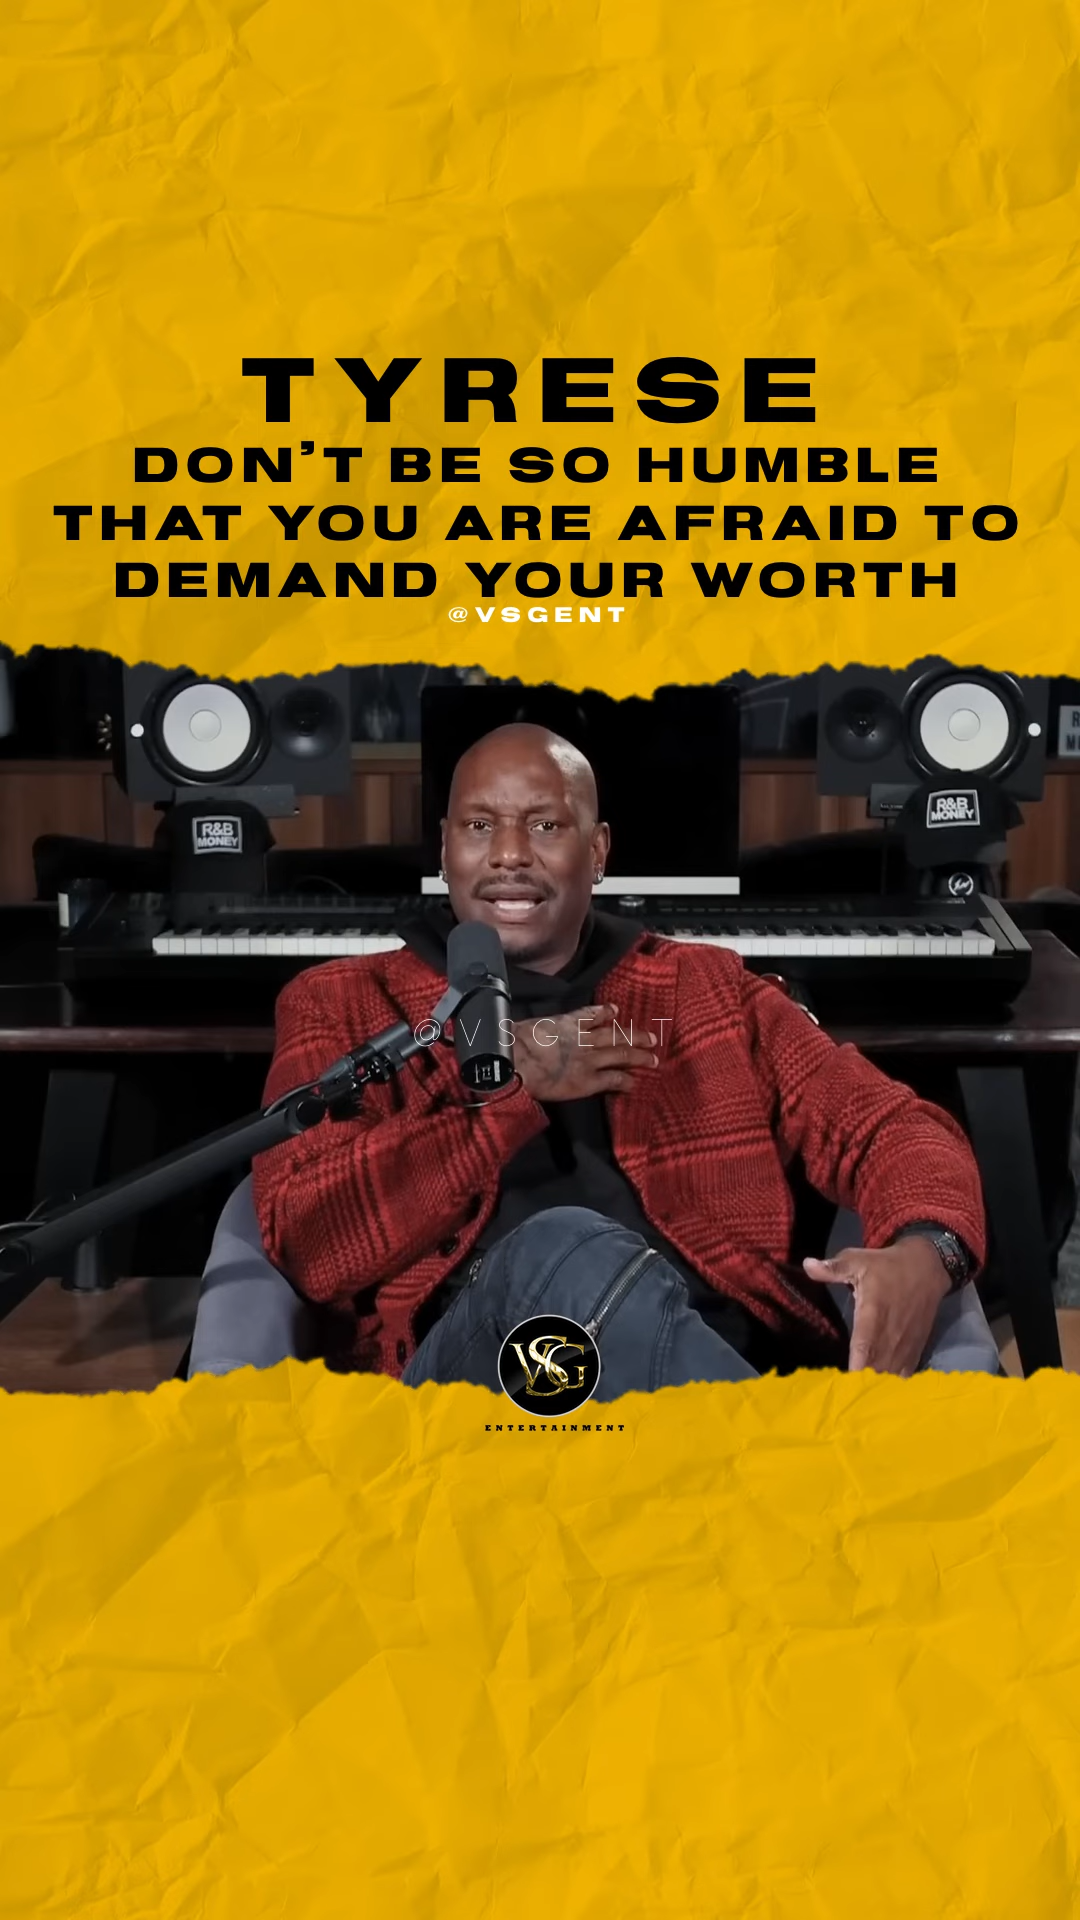 TYRESE
DON'T BE SO HUMBLE
THAT YOU ARE AFRAID TO
DEMAND YOUR WORTH
@VSGENT
R&B
MONEY
R&B
MONEY
@VSGENT
VSG
ENTERTAINMENT